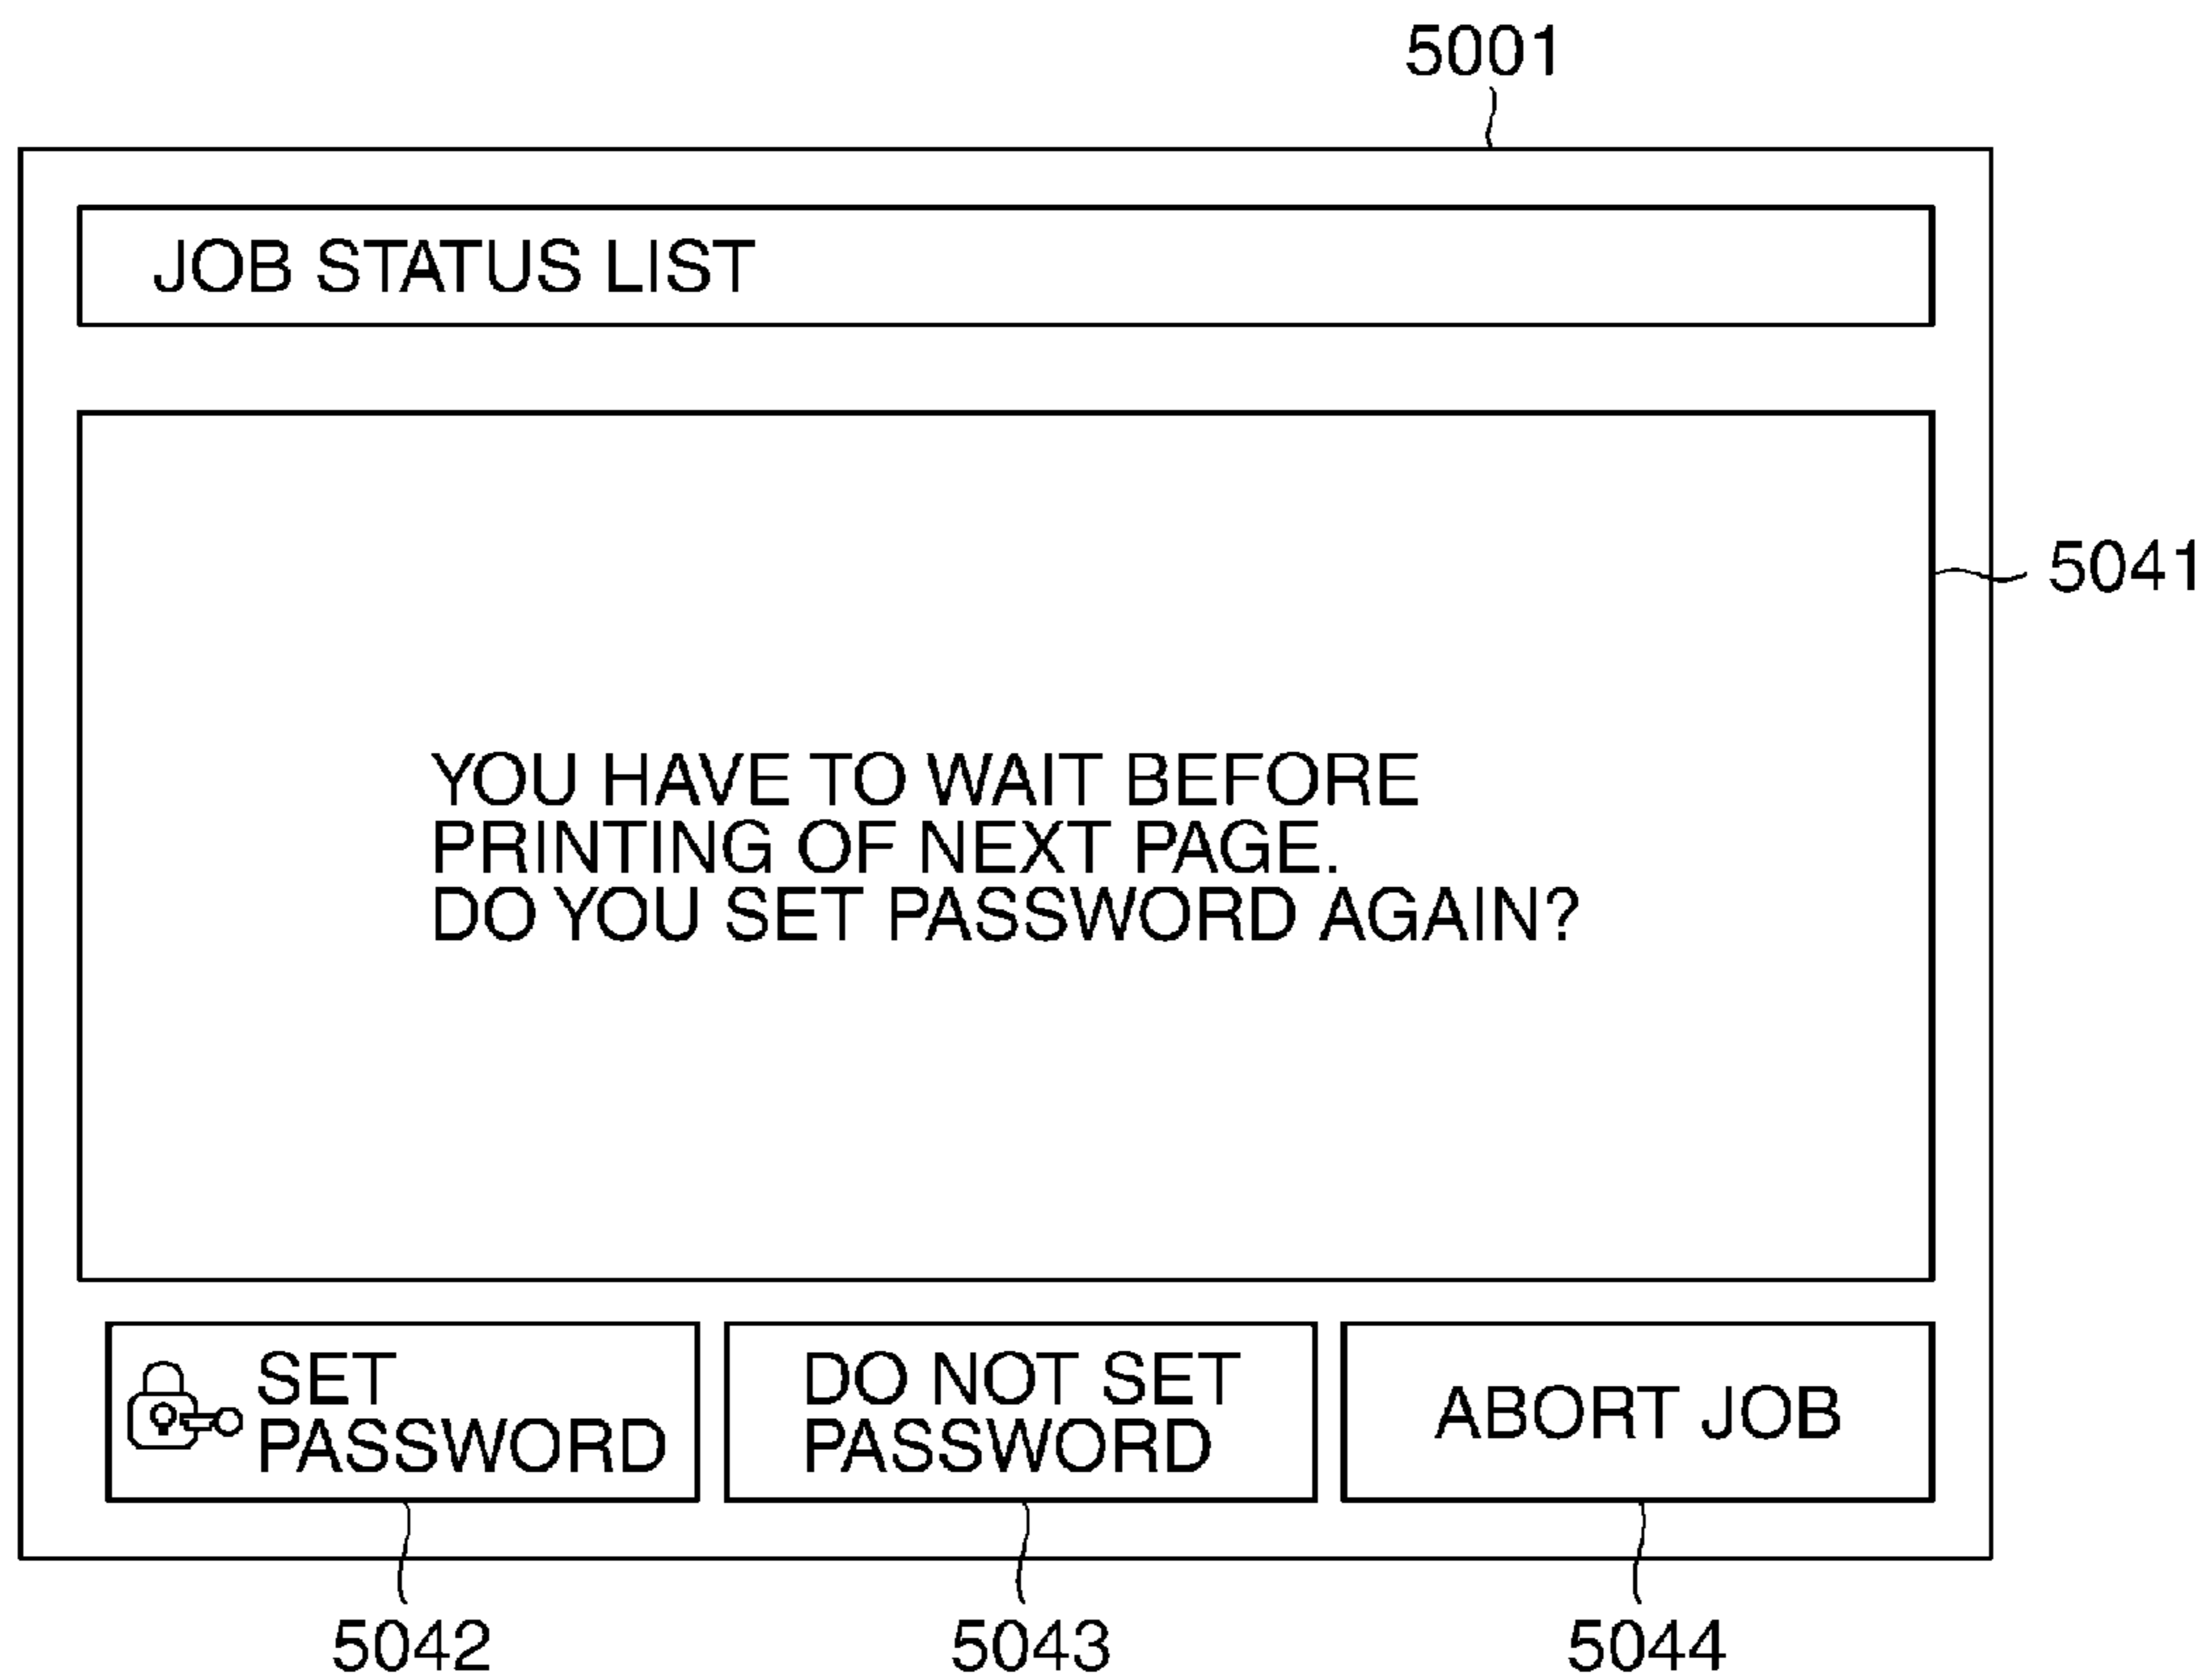 5001
JOB STATUS LIST
5041
YOU HAVE TO WAIT BEFORE
PRINTING OF NEXT PAGE.
DO YOU SET PASSWORD AGAIN?
SET
PASSWORD
DO NOT SET
PASSWORD
ABORT JOB
5042
5043
5044